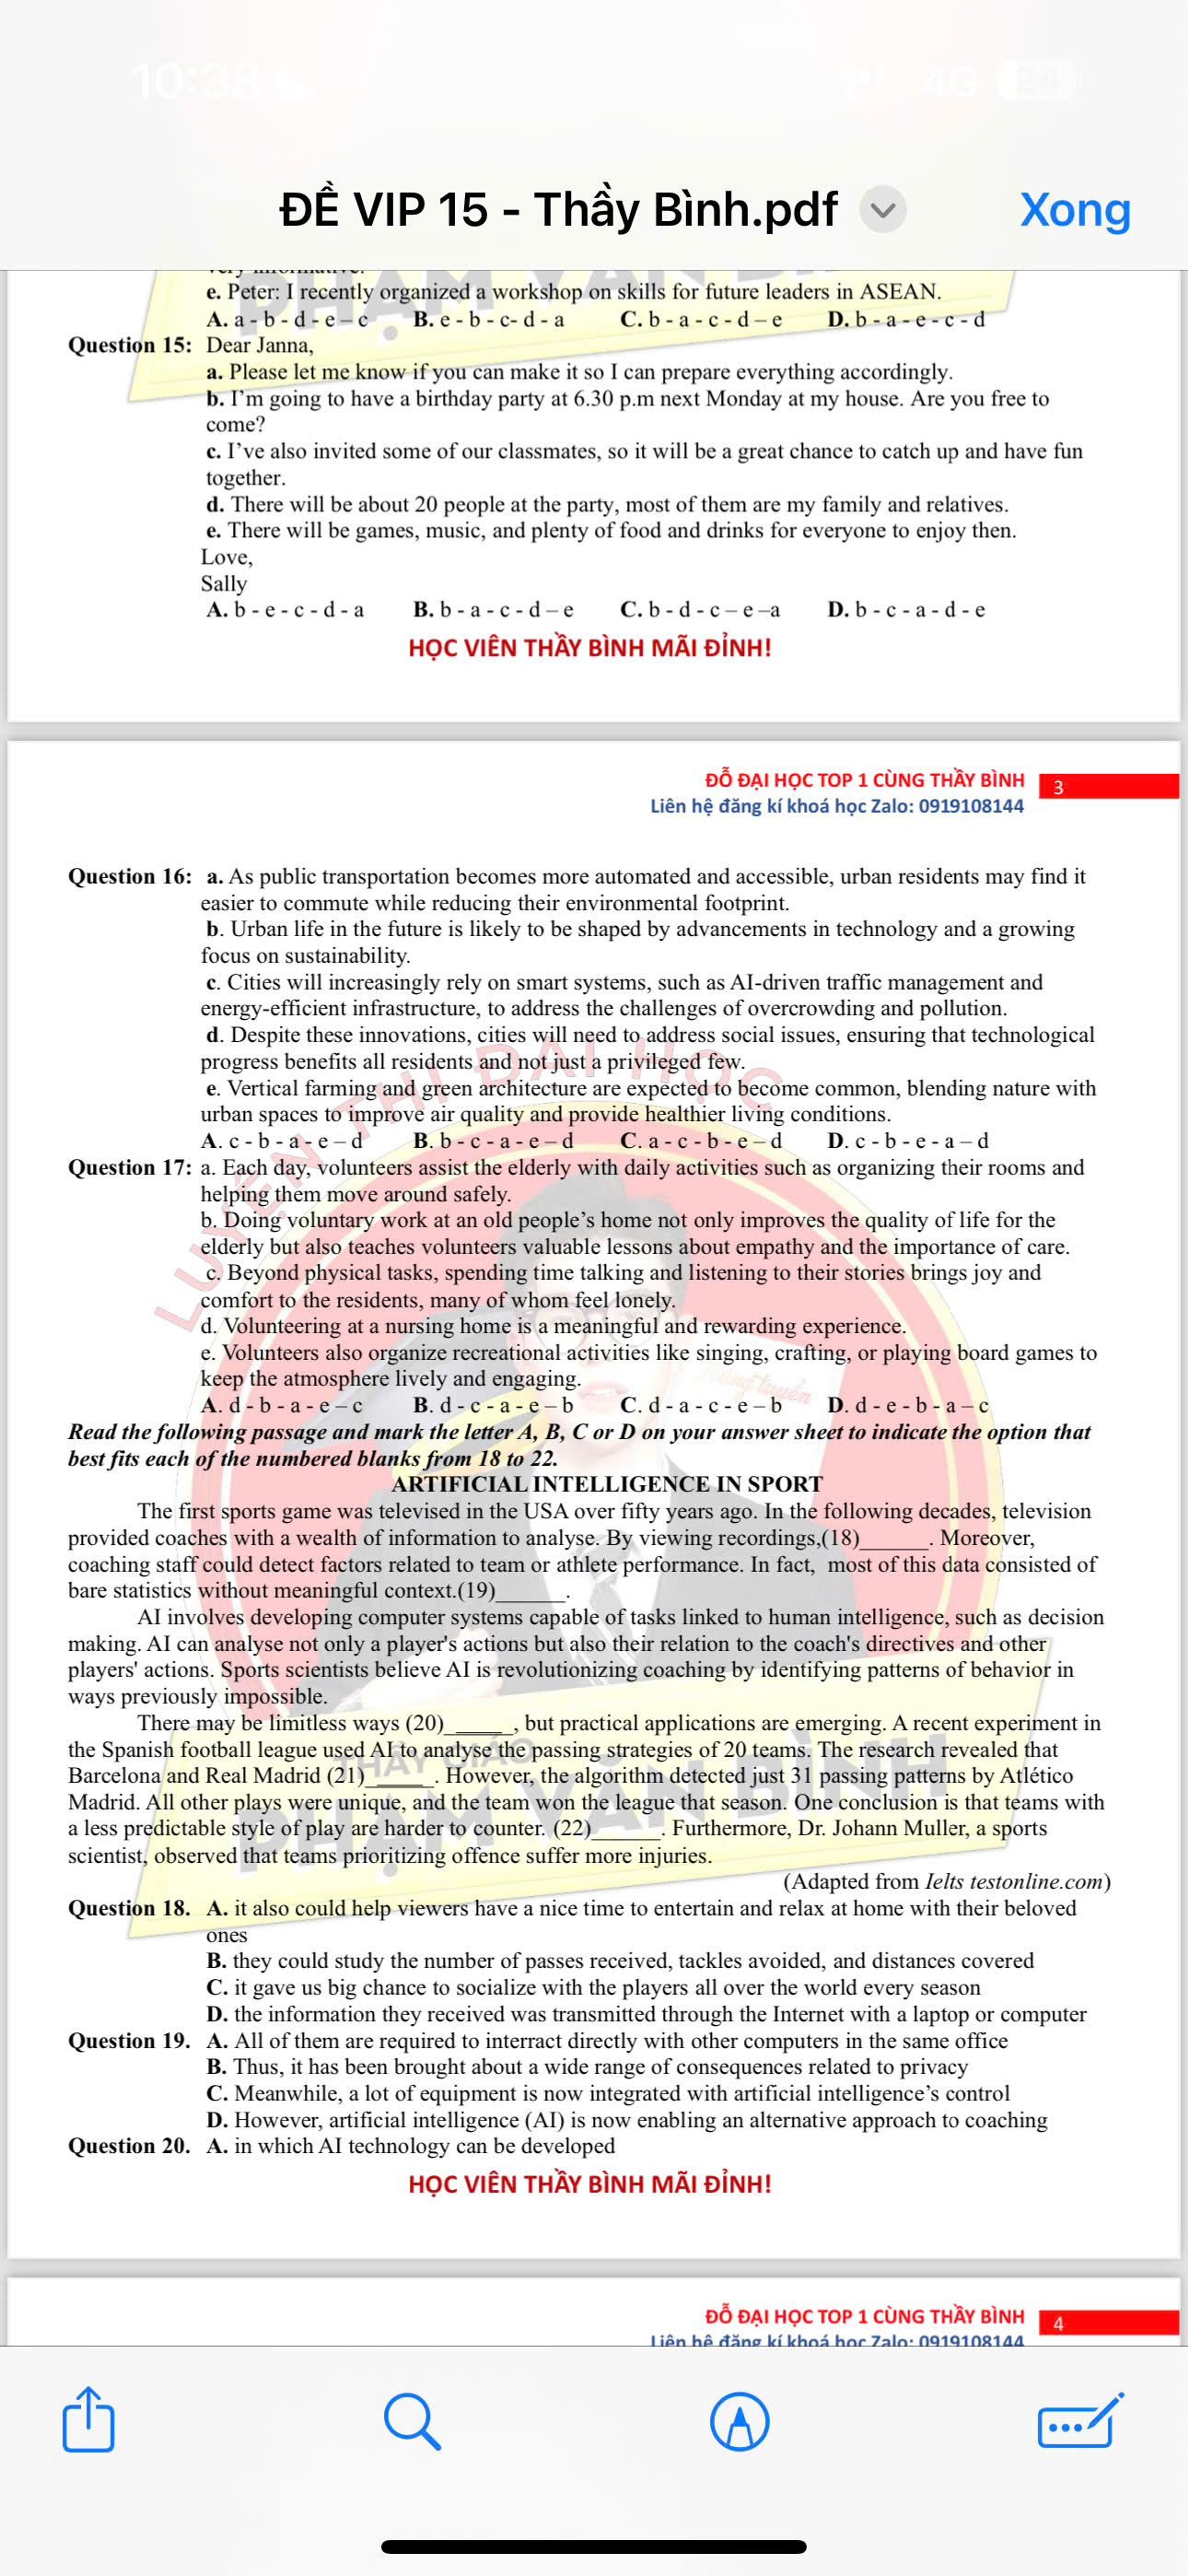 10:38
4G
ĐỀ VIP 15 - Thầy Bình.pdf
Xong
very informative.
e. Peter: I recently organized a workshop on skills for future leaders in ASEAN.
A. a - b - d - e – c B. e - b - c- d - a C. b - a - c - d – e D. b - a - e - c - d
Question 15: Dear Janna,
a. Please let me know if you can make it so I can prepare everything accordingly.
b. I’m going to have a birthday party at 6.30 p.m next Monday at my house. Are you free to
come?
c. I’ve also invited some of our classmates, so it will be a great chance to catch up and have fun
together.
d. There will be about 20 people at the party, most of them are my family and relatives.
e. There will be games, music, and plenty of food and drinks for everyone to enjoy then.
Love,
Sally
A. b - e - c - d - a B. b - a - c - d – e C. b - d - c – e –a D. b - c - a - d - e
HỌC VIÊN THẦY BÌNH MÃI ĐỈNH!
ĐỖ ĐẠI HỌC TOP 1 CÙNG THẦY BÌNH 3
Liên hệ đăng kí khoá học Zalo: 0919108144
Question 16: a. As public transportation becomes more automated and accessible, urban residents may find it
easier to commute while reducing their environmental footprint.
b. Urban life in the future is likely to be shaped by advancements in technology and a growing
focus on sustainability.
c. Cities will increasingly rely on smart systems, such as AI-driven traffic management and
energy-efficient infrastructure, to address the challenges of overcrowding and pollution.
d. Despite these innovations, cities will need to address social issues, ensuring that technological
progress benefits all residents and not just a privileged few.
e. Vertical farming and green architecture are expected to become common, blending nature with
urban spaces to improve air quality and provide healthier living conditions.
A. c - b - a - e – d B. b - c - a - e – d C. a - c - b - e – d D. c - b - e - a – d
Question 17: a. Each day, volunteers assist the elderly with daily activities such as organizing their rooms and
helping them move around safely.
b. Doing voluntary work at an old people’s home not only improves the quality of life for the
elderly but also teaches volunteers valuable lessons about empathy and the importance of care.
c. Beyond physical tasks, spending time talking and listening to their stories brings joy and
comfort to the residents, many of whom feel lonely.
d. Volunteering at a nursing home is a meaningful and rewarding experience.
e. Volunteers also organize recreational activities like singing, crafting, or playing board games to
keep the atmosphere lively and engaging.
A. d - b - a - e – c B. d - c - a - e – b C. d - a - c - e – b D. d - e - b - a – c
Read the following passage and mark the letter A, B, C or D on your answer sheet to indicate the option that
best fits each of the numbered blanks from 18 to 22.
ARTIFICIAL INTELLIGENCE IN SPORT
The first sports game was televised in the USA over fifty years ago. In the following decades, television
provided coaches with a wealth of information to analyse. By viewing recordings,(18)______. Moreover,
coaching staff could detect factors related to team or athlete performance. In fact, most of this data consisted of
bare statistics without meaningful context.(19)______.
AI involves developing computer systems capable of tasks linked to human intelligence, such as decision
making. AI can analyse not only a player's actions but also their relation to the coach's directives and other
players' actions. Sports scientists believe AI is revolutionizing coaching by identifying patterns of behavior in
ways previously impossible.
There may be limitless ways (20)______, but practical applications are emerging. A recent experiment in
the Spanish football league used AI to analyse the passing strategies of 20 teams. The research revealed that
Barcelona and Real Madrid (21)______. However, the algorithm detected just 31 passing patterns by Atlético
Madrid. All other plays were unique, and the team won the league that season. One conclusion is that teams with
a less predictable style of play are harder to counter. (22)______. Furthermore, Dr. Johann Muller, a sports
scientist, observed that teams prioritizing offence suffer more injuries.
(Adapted from Ielts testonline.com)
Question 18. A. it also could help viewers have a nice time to entertain and relax at home with their beloved
ones
B. they could study the number of passes received, tackles avoided, and distances covered
C. it gave us big chance to socialize with the players all over the world every season
D. the information they received was transmitted through the Internet with a laptop or computer
Question 19. A. All of them are required to interract directly with other computers in the same office
B. Thus, it has been brought about a wide range of consequences related to privacy
C. Meanwhile, a lot of equipment is now integrated with artificial intelligence’s control
D. However, artificial intelligence (AI) is now enabling an alternative approach to coaching
Question 20. A. in which AI technology can be developed
HỌC VIÊN THẦY BÌNH MÃI ĐỈNH!
ĐỖ ĐẠI HỌC TOP 1 CÙNG THẦY BÌNH 4
Liên hệ đăng kí khoá học Zalo: 0919108144
LUYỆN THI ĐẠI HỌC
THẦY GIÁO
PHẠM VĂN BÌNH